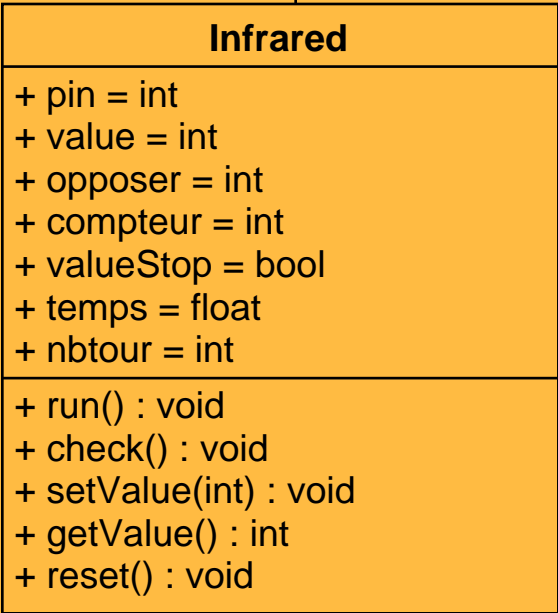 Infrared
+ pin = int
+ value = int
+ opposer = int
+ compteur = int
+ valueStop = bool
+ temps = float
+ nbtour = int
+ run() : void
+ check() : void
+ setValue(int) : void
+ getValue() : int
+ reset() : void